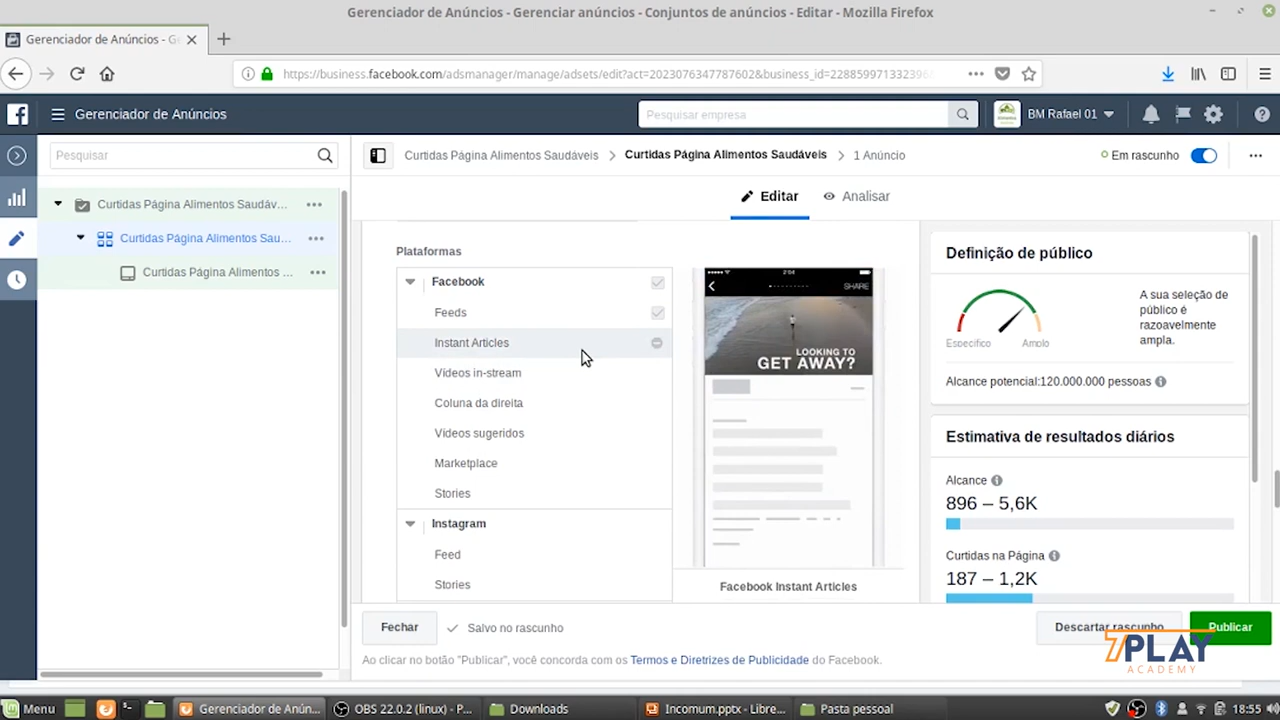 Gerenciador de Anúncios - Gerenciar anúncios - Conjuntos de anúncios - Editar - Mozilla Firefox
Gerenciador de Anúncios - G
https://business.facebook.com/adsmanager/manage/adsets/edit?act=2023076347787602&business_id=228859971332396
Gerenciador de Anúncios
Pesquisar empresa
BM Rafael 01
Pesquisar
Curtidas Página Alimentos Saudáveis
Curtidas Página Alimentos Saudáveis
1 Anúncio
Em rascunho
Editar
Analisar
Curtidas Página Alimentos Saudáv...
Curtidas Página Alimentos Sau...
Curtidas Página Alimentos ...
Plataformas
Facebook
Feeds
Instant Articles
Vídeos in-stream
Coluna da direita
Vídeos sugeridos
Marketplace
Stories
Instagram
Feed
Stories
2:04
SHARE
LOOKING TO
GET AWAY?
Facebook Instant Articles
Definição de público
Específico
Amplo
A sua seleção de
público é
razoavelmente
ampla.
Alcance potencial:120.000.000 pessoas
Estimativa de resultados diários
Alcance
896 – 5,6K
Curtidas na Página
187 – 1,2K
Fechar
Salvo no rascunho
Descartar rascunho
Publicar
Ao clicar no botão "Publicar", você concorda com os Termos e Diretrizes de Publicidade do Facebook.
7PLAY
ACADEMY
Menu
Gerenciador de Anún...
OBS 22.0.2 (linux) - P...
Downloads
Incomum.pptx - Libre...
Pasta pessoal
18:55